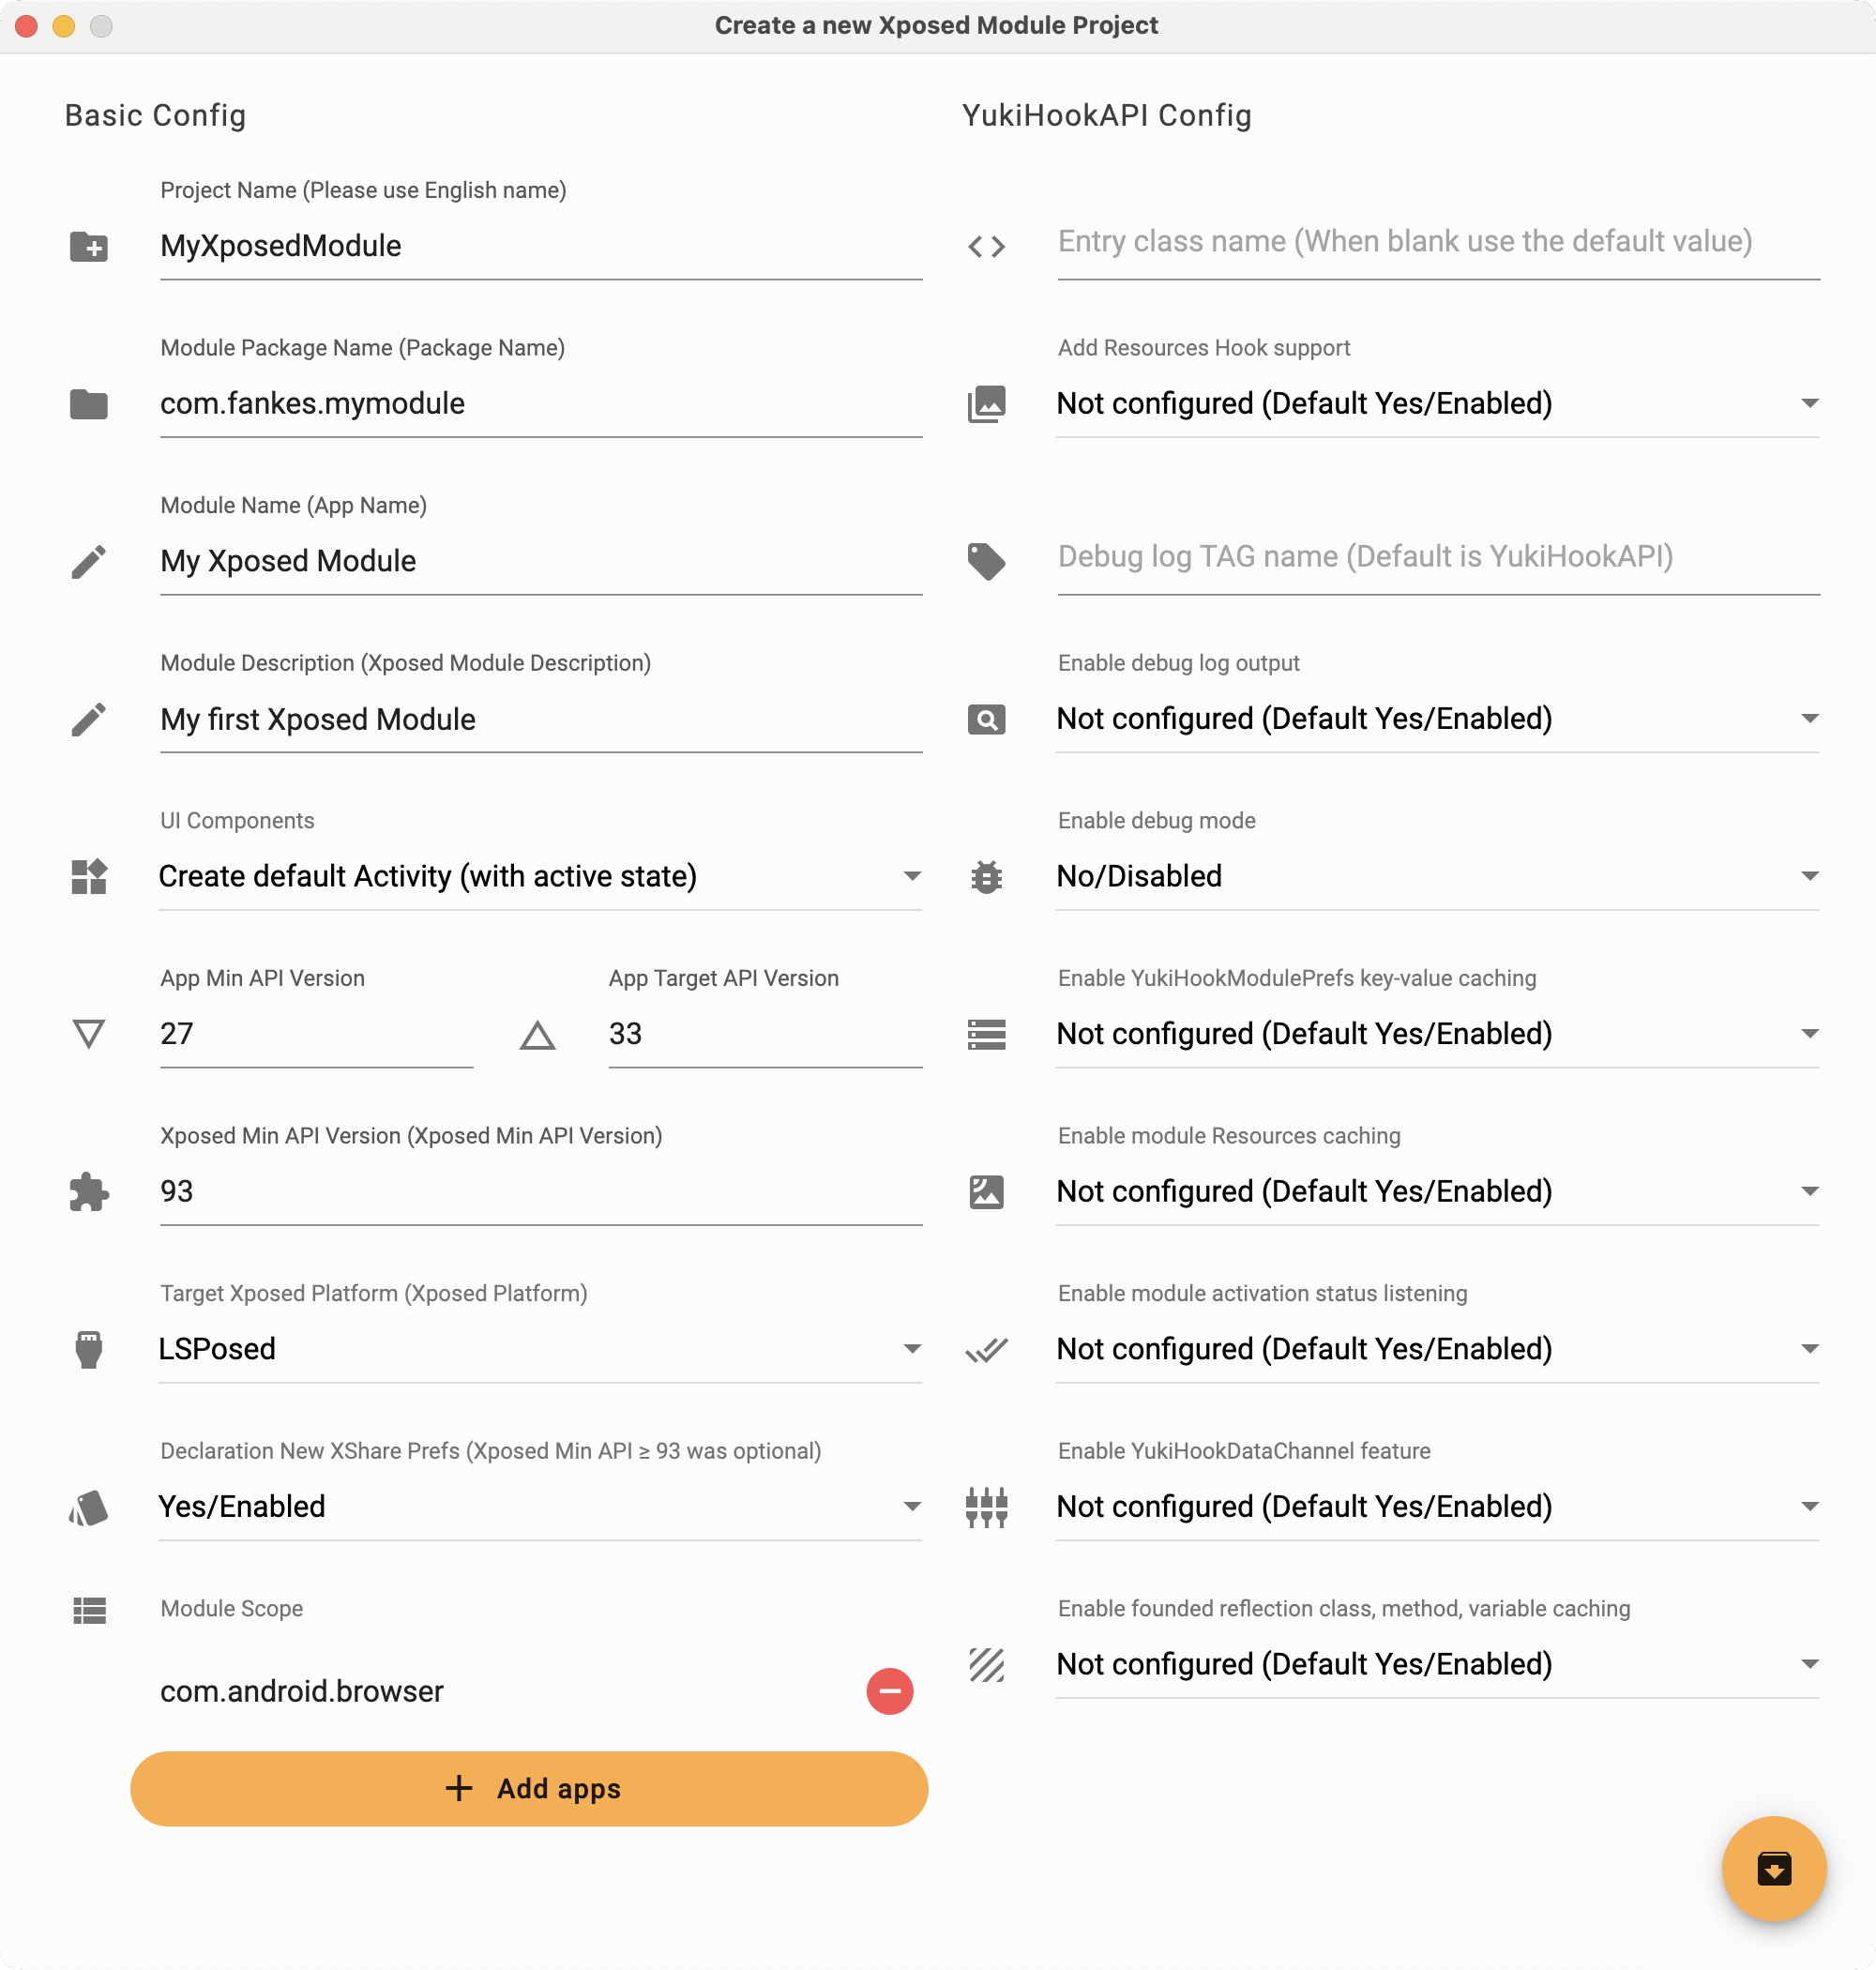 Create a new Xposed Module Project
Basic Config
Project Name (Please use English name)
MyXposedModule
Module Package Name (Package Name)
com.fankes.mymodule
Module Name (App Name)
My Xposed Module
Module Description (Xposed Module Description)
My first Xposed Module
UI Components
Create default Activity (with active state)
App Min API Version
27
App Target API Version
33
Xposed Min API Version (Xposed Min API Version)
93
Target Xposed Platform (Xposed Platform)
LSPosed
Declaration New XShare Prefs (Xposed Min API ≥ 93 was optional)
Yes/Enabled
Module Scope
com.android.browser
Add apps
YukiHookAPI Config
Entry class name (When blank use the default value)
Add Resources Hook support
Not configured (Default Yes/Enabled)
Debug log TAG name (Default is YukiHookAPI)
Enable debug log output
Not configured (Default Yes/Enabled)
Enable debug mode
No/Disabled
Enable YukiHookModulePrefs key-value caching
Not configured (Default Yes/Enabled)
Enable module Resources caching
Not configured (Default Yes/Enabled)
Enable module activation status listening
Not configured (Default Yes/Enabled)
Enable YukiHookDataChannel feature
Not configured (Default Yes/Enabled)
Enable founded reflection class, method, variable caching
Not configured (Default Yes/Enabled)